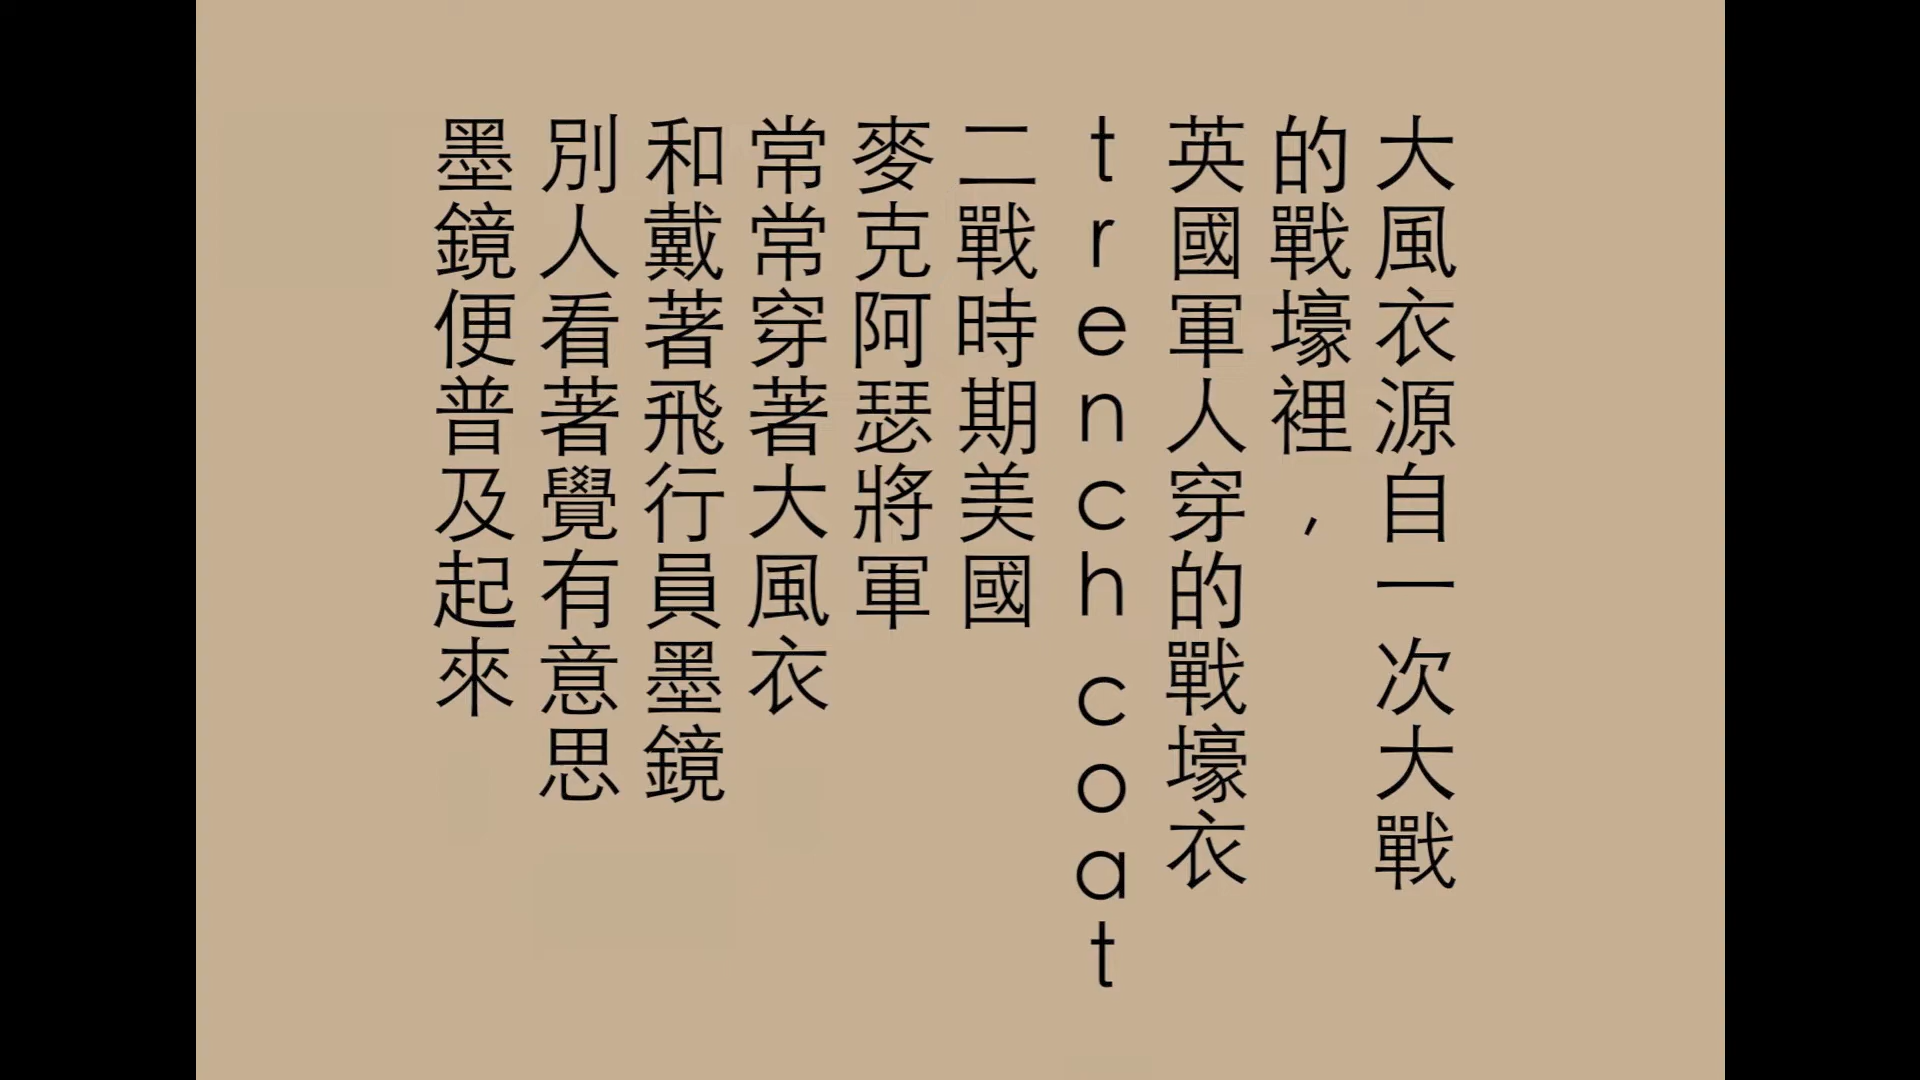 大風衣源自一次大戰
的戰壕裡，
英國軍人穿的戰壕衣
trench coat
二戰時期美國
麥克阿瑟將軍
常常穿著大風衣
和戴著飛行員墨鏡
別人看著覺有意思
墨鏡便普及起來